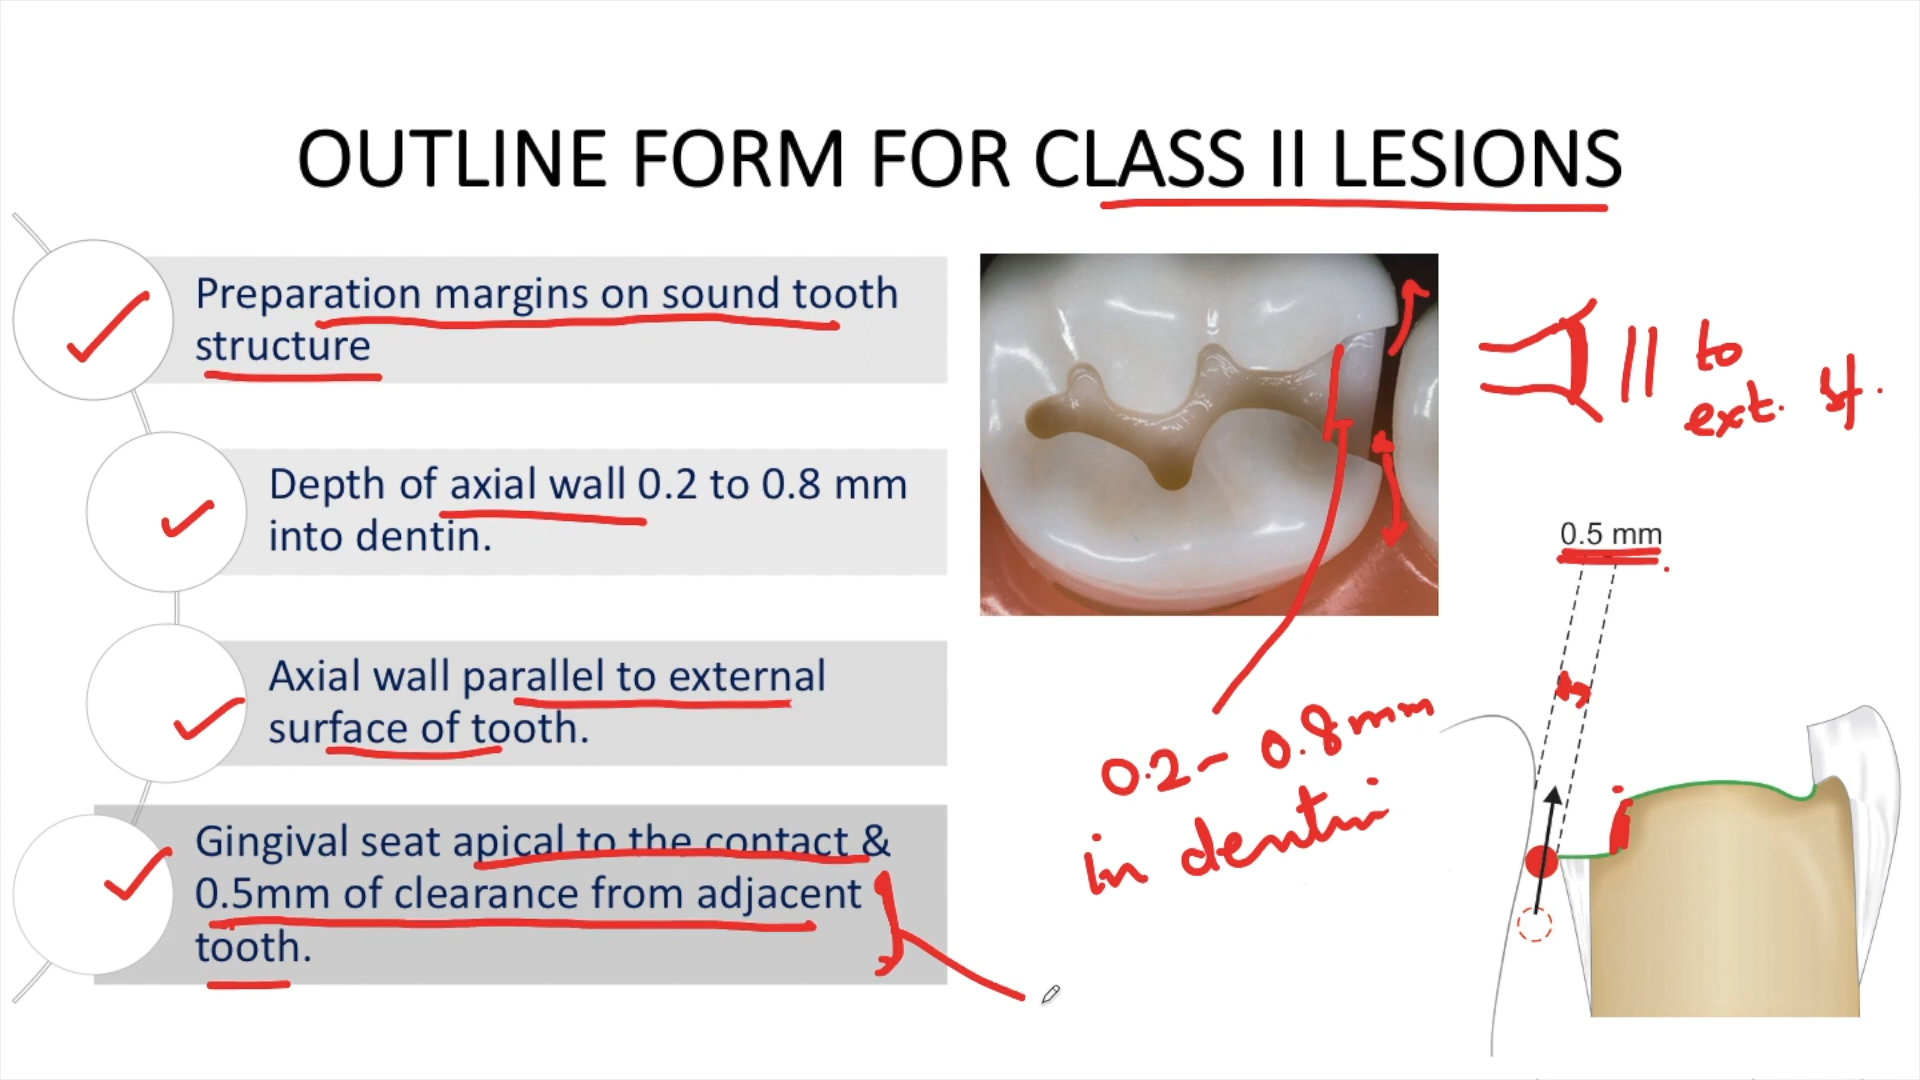 OUTLINE FORM FOR CLASS II LESIONS
Preparation margins on sound tooth
structure
Depth of axial wall 0.2 to 0.8 mm
into dentin.
Axial wall parallel to external
surface of tooth.
Gingival seat apical to the contact &
0.5mm of clearance from adjacent
tooth.
|| to
ext. sf.
0.5 mm
0.2 - 0.8mm
in dentin